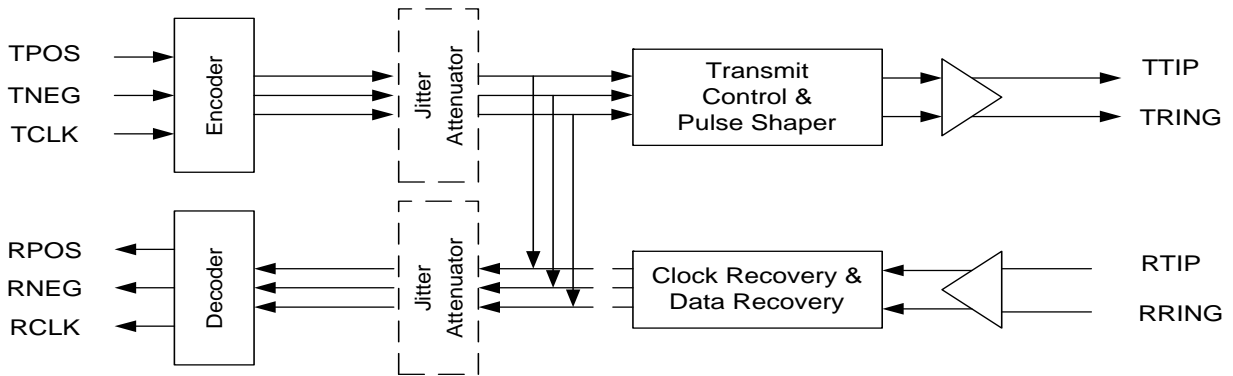 TPOS
TNEG
TCLK
Encoder
Jitter
Attenuator
Transmit
Control &
Pulse Shaper
TTIP
TRING
RPOS
RNEG
RCLK
Decoder
Jitter
Attenuator
Clock Recovery &
Data Recovery
RTIP
RRING